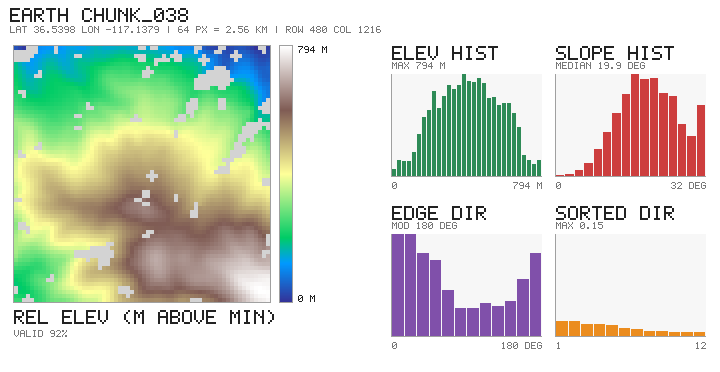 EARTH CHUNK_038
LAT 36.5398 LON -117.1379 | 64 PX = 2.56 KM | ROW 480 COL 1216
794 M
0 M
REL ELEV (M ABOVE MIN)
VALID 92%
ELEV HIST
MAX 794 M
0 794 M
SLOPE HIST
MEDIAN 19.9 DEG
0 32 DEG
EDGE DIR
MOD 180 DEG
0 180 DEG
SORTED DIR
MAX 0.15
1 12